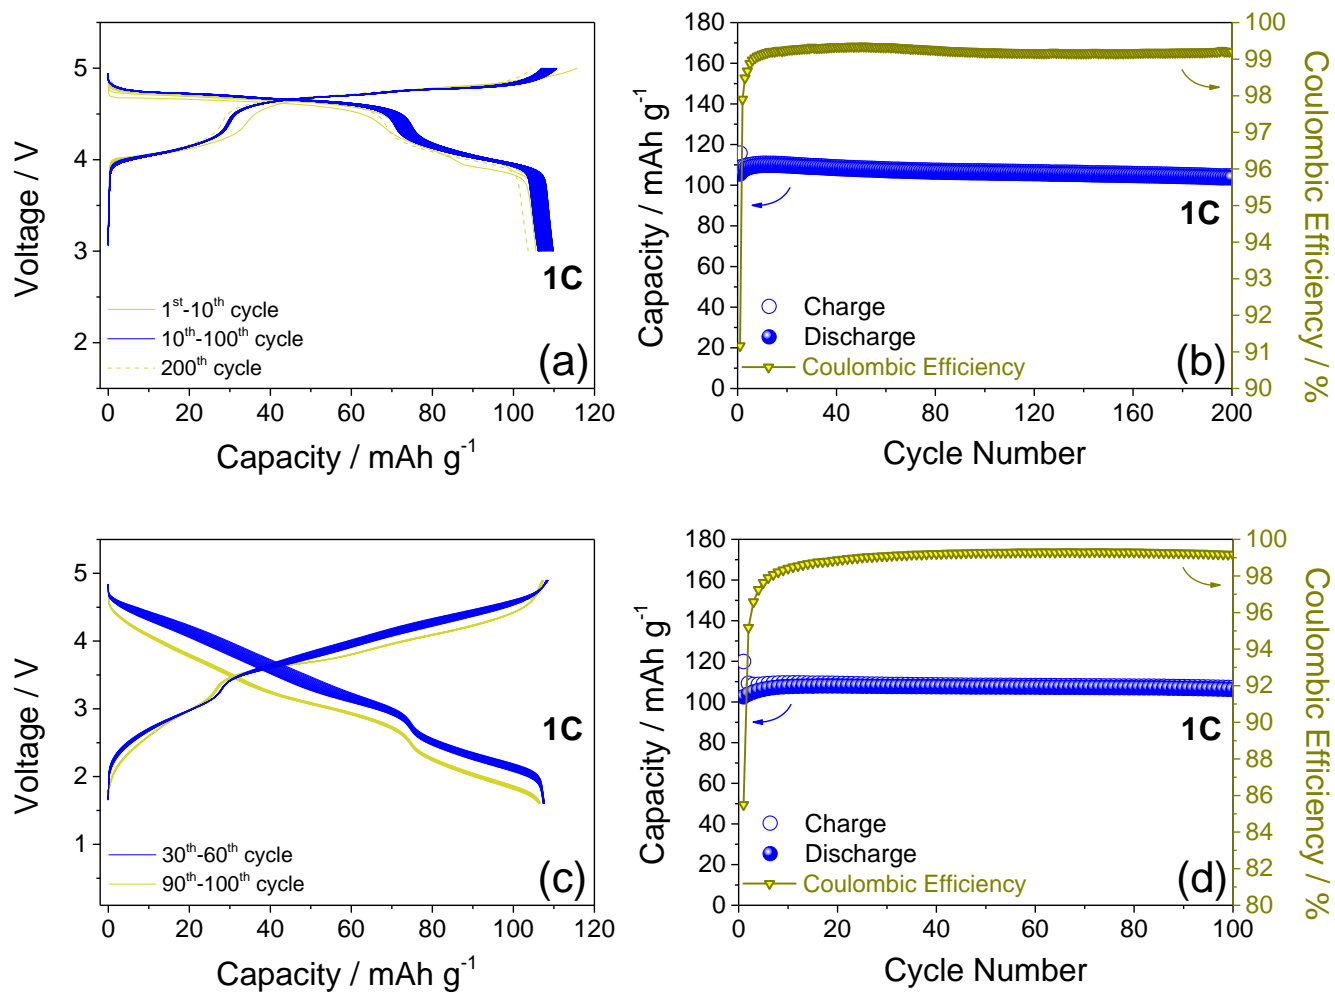 5
4
3
2
Voltage / V
0 20 40 60 80 100 120
Capacity / mAh g⁻¹
1C
1ˢᵗ-10ᵗʰ cycle
10ᵗʰ-100ᵗʰ cycle
200ᵗʰ cycle
(a)
180
160
140
120
100
80
60
40
20
0
Capacity / mAh g⁻¹
100
99
98
97
96
95
94
93
92
91
90
Coulombic Efficiency / %
1C
Charge
Discharge
Coulombic Efficiency
(b)
0 40 80 120 160 200
Cycle Number
5
4
3
2
1
Voltage / V
1C
30ᵗʰ-60ᵗʰ cycle
90ᵗʰ-100ᵗʰ cycle
(c)
0 20 40 60 80 100 120
Capacity / mAh g⁻¹
180
160
140
120
100
80
60
40
20
0
Capacity / mAh g⁻¹
100
98
96
94
92
90
88
86
84
82
80
Coulombic Efficiency / %
1C
Charge
Discharge
Coulombic Efficiency
(d)
0 20 40 60 80 100
Cycle Number